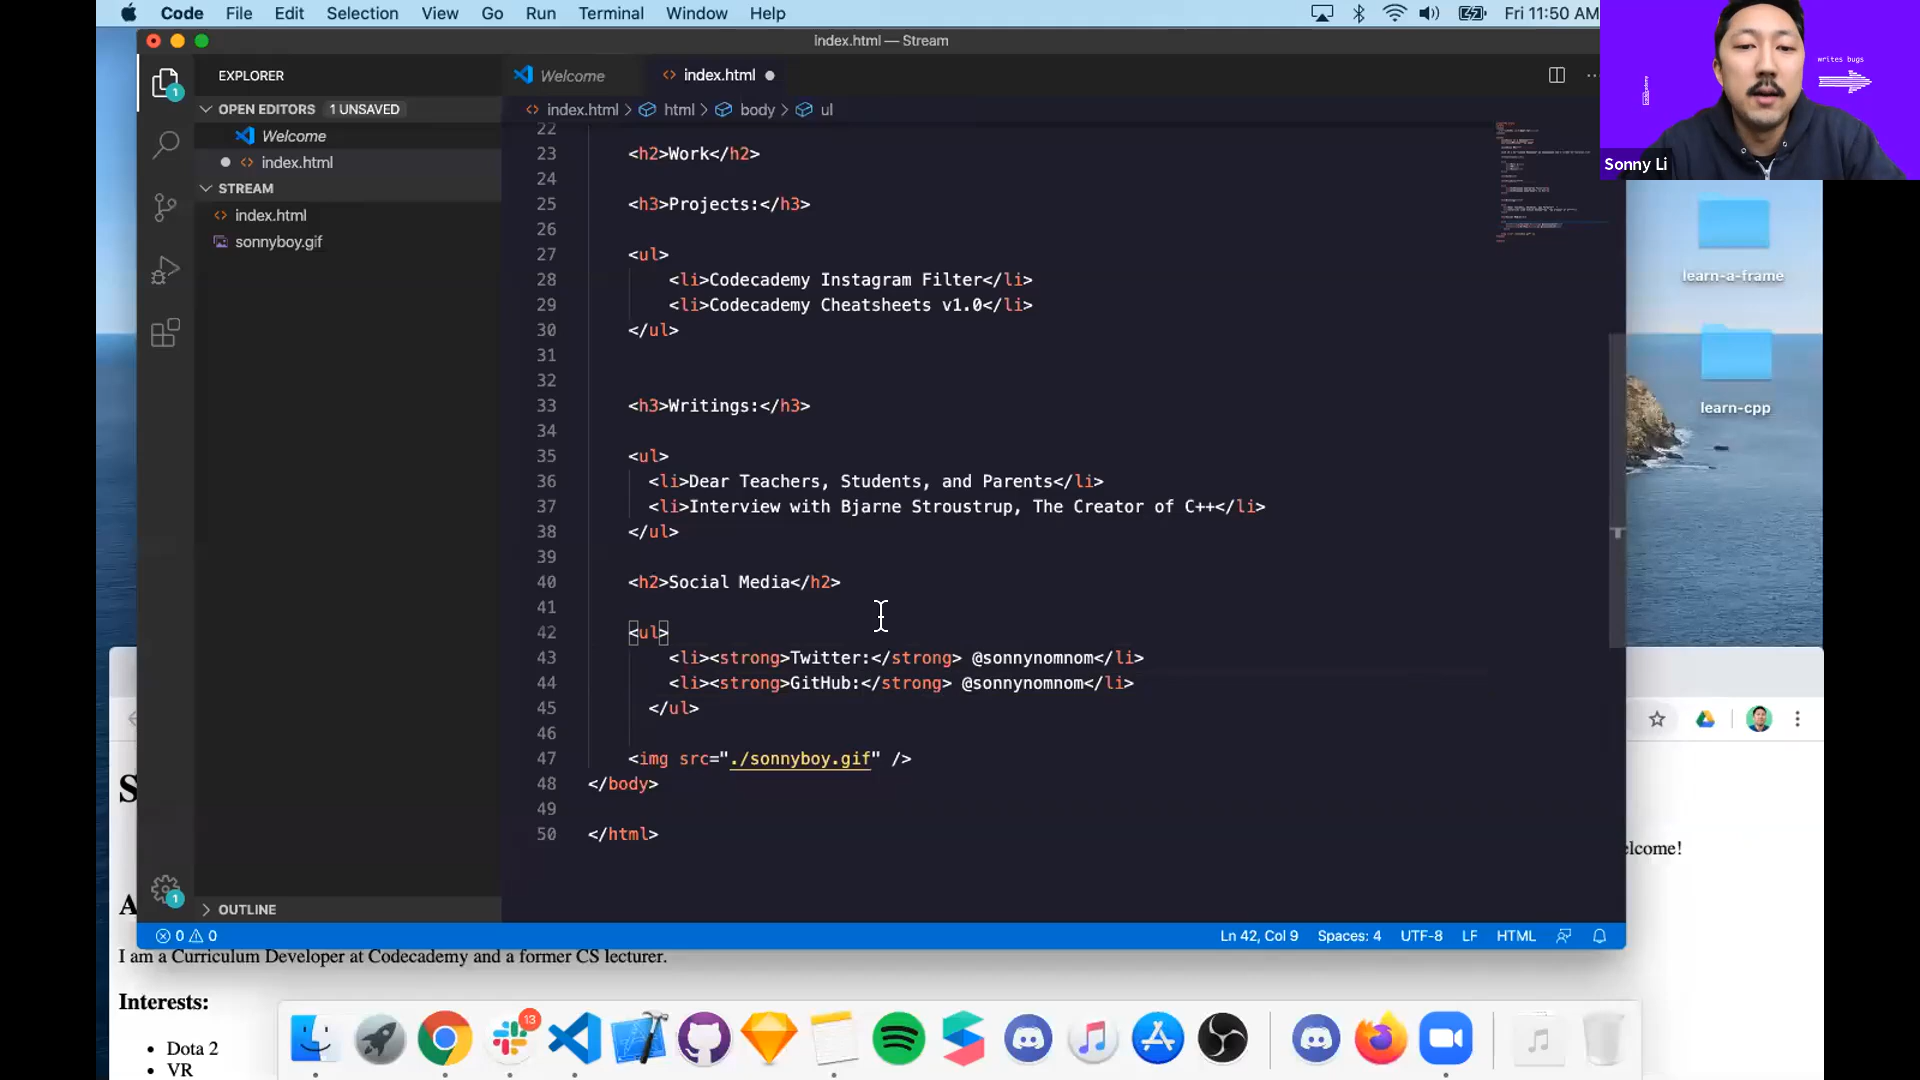 Code File Edit Selection View Go Run Terminal Window Help Fri 11:50 AM
index.html — Stream
EXPLORER
Welcome
index.html
OPEN EDITORS 1 UNSAVED
Welcome
index.html
STREAM
index.html
sonnyboy.gif
OUTLINE
index.html > html > body > ul
22
23 <h2>Work</h2>
24
25 <h3>Projects:</h3>
26
27 <ul>
28 <li>Codecademy Instagram Filter</li>
29 <li>Codecademy Cheatsheets v1.0</li>
30 </ul>
31
32
33 <h3>Writings:</h3>
34
35 <ul>
36 <li>Dear Teachers, Students, and Parents</li>
37 <li>Interview with Bjarne Stroustrup, The Creator of C++</li>
38 </ul>
39
40 <h2>Social Media</h2>
41
42 <ul>
43 <li><strong>Twitter:</strong> @sonnynomnom</li>
44 <li><strong>GitHub:</strong> @sonnynomnom</li>
45 </ul>
46
47 <img src="./sonnyboy.gif" />
48 </body>
49
50 </html>
0 0 Ln 42, Col 9 Spaces: 4 UTF-8 LF HTML
1
1
writes bugs
Sonny Li
learn-a-frame
learn-cpp
S
elcome!
A
I am a Curriculum Developer at Codecademy and a former CS lecturer.
Interests:
• Dota 2
• VR
13